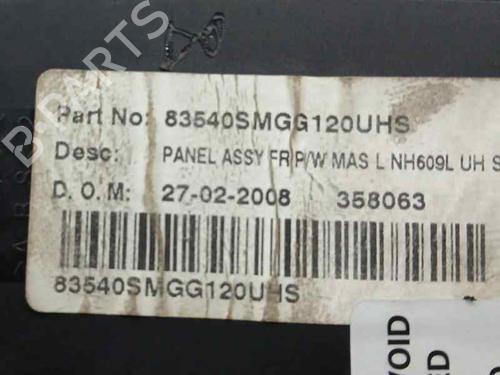 B-PARTS
Part No: 83540SMGG120UHS
Desc: PANEL ASSY FR P/W MAS L NH609L UH S
D. O. M: 27-02-2008 358063
83540SMGG120UHS
VOID
ED